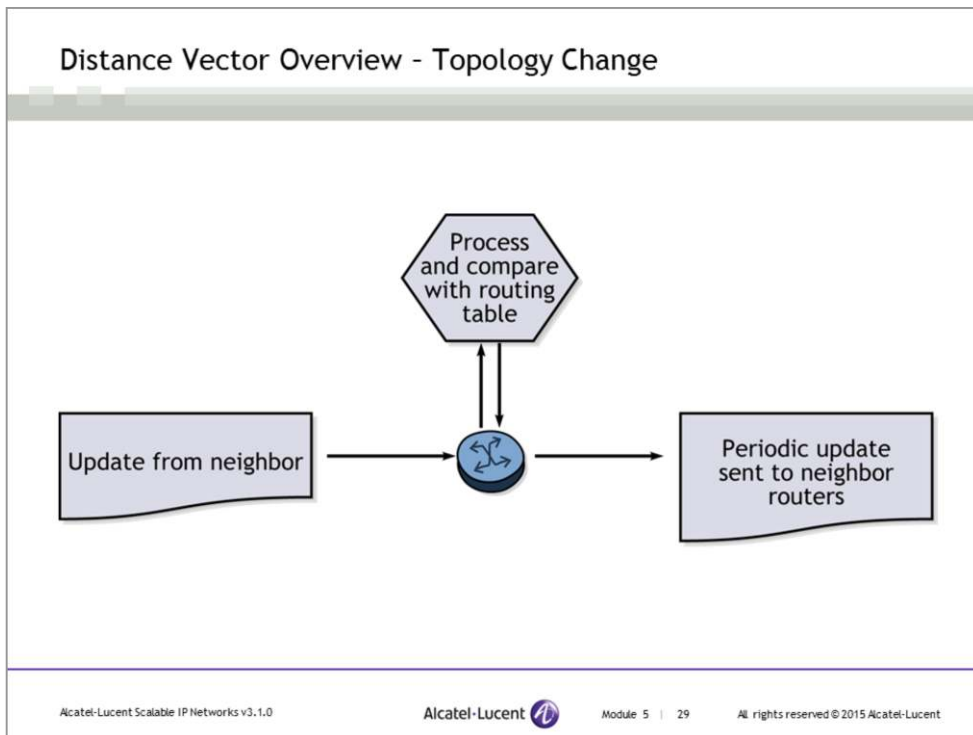 Distance Vector Overview – Topology Change
Process
and compare
with routing
table
Update from neighbor
Periodic update
sent to neighbor
routers
Alcatel-Lucent Scalable IP Networks v3.1.0
Alcatel·Lucent
Module 5 | 29
All rights reserved © 2015 Alcatel-Lucent